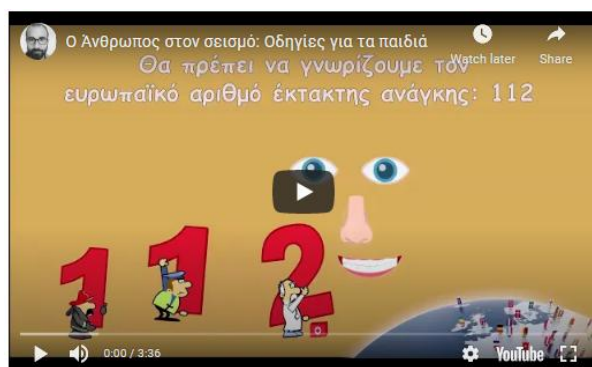 Ο Άνθρωπος στον σεισμό: Οδηγίες για τα παιδιά
Watch later
Share
Θα πρέπει να γνωρίζουμε τον
ευρωπαϊκό αριθμό έκτακτης ανάγκης: 112
112
0:00 / 3:36
YouTube